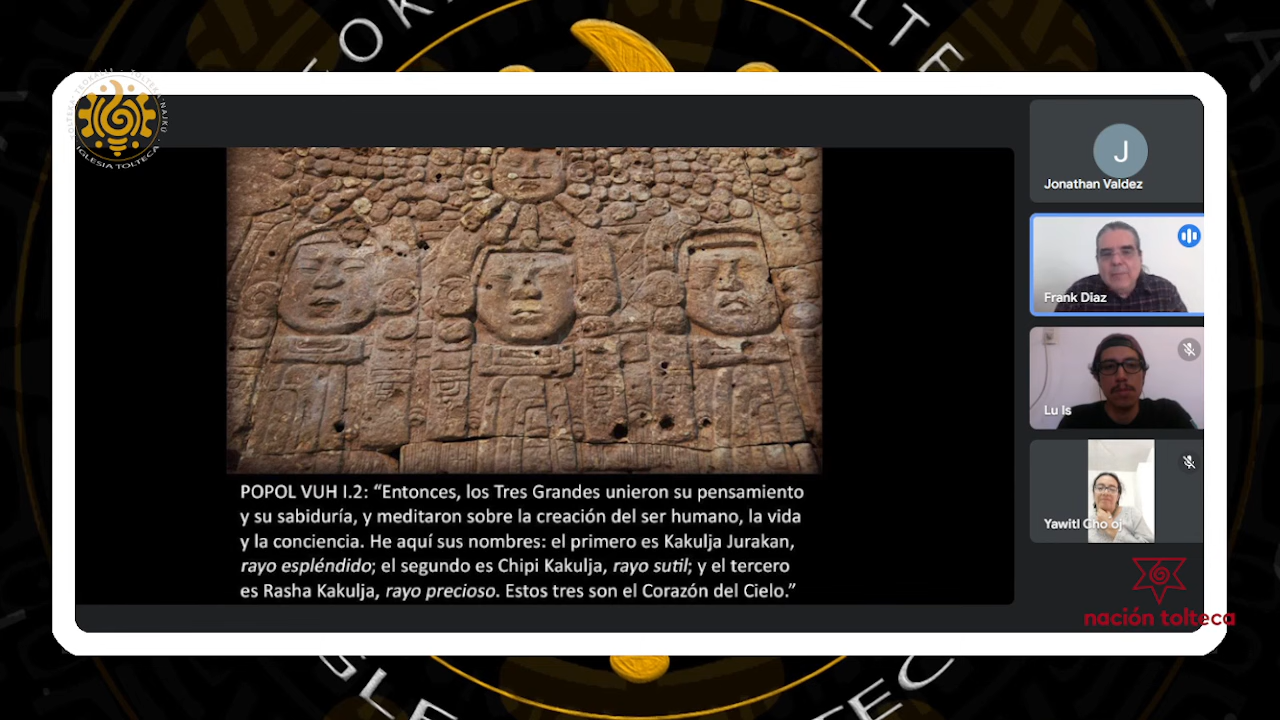 IGLESIA TOLTECA
POPOL VUH I.2: “Entonces, los Tres Grandes unieron su pensamiento
y su sabiduría, y meditaron sobre la creación del ser humano, la vida
y la conciencia. He aquí sus nombres: el primero es Kakulja Jurakan,
rayo espléndido; el segundo es Chipi Kakulja, rayo sutil; y el tercero
es Rasha Kakulja, rayo precioso. Estos tres son el Corazón del Cielo.”
J
Jonathan Valdez
Frank Diaz
Lu Is
Yawitl Cho'oj
nación tolteca